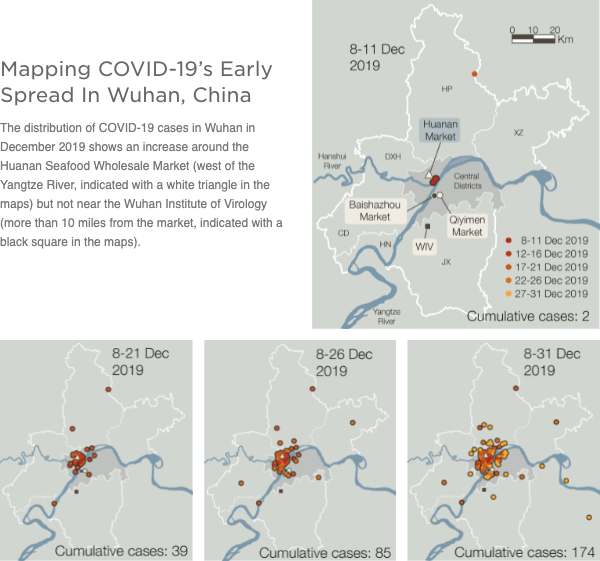 Mapping COVID-19's Early
Spread In Wuhan, China
The distribution of COVID-19 cases in Wuhan in
December 2019 shows an increase around the
Huanan Seafood Wholesale Market (west of the
Yangtze River, indicated with a white triangle in the
maps) but not near the Wuhan Institute of Virology
(more than 10 miles from the market, indicated with a
black square in the maps).
8-11 Dec
2019
0 10 20
Km
HP
Huanan
Market
XZ
Hanshui
River
DXH
Central
Districts
Baishazhou
Market
Qiyimen
Market
CD
HN
WIV
JX
8-11 Dec 2019
12-16 Dec 2019
17-21 Dec 2019
22-26 Dec 2019
27-31 Dec 2019
Yangtze
River
Cumulative cases: 2
8-21 Dec
2019
Cumulative cases: 39
8-26 Dec
2019
Cumulative cases: 85
8-31 Dec
2019
Cumulative cases: 174